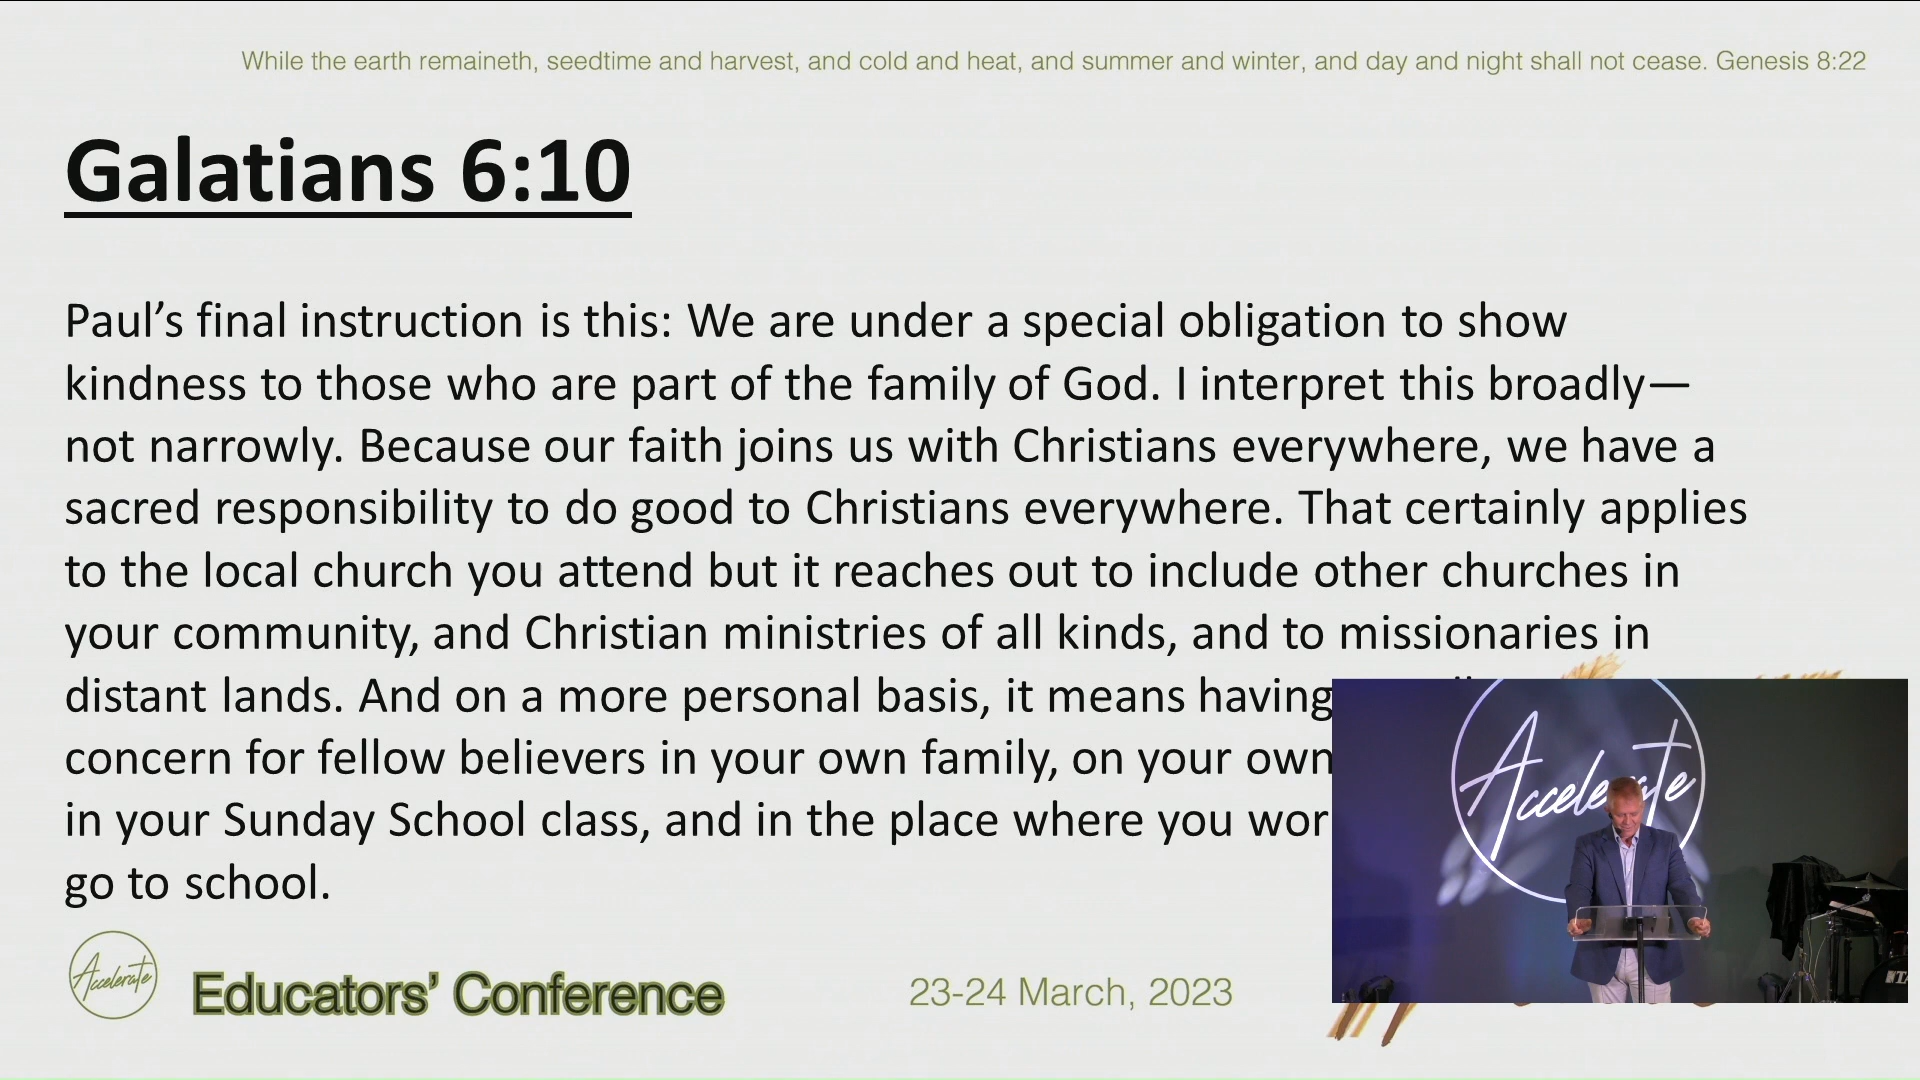 While the earth remaineth, seedtime and harvest, and cold and heat, and summer and winter, and day and night shall not cease. Genesis 8:22
Galatians 6:10
Paul’s final instruction is this: We are under a special obligation to show
kindness to those who are part of the family of God. I interpret this broadly—
not narrowly. Because our faith joins us with Christians everywhere, we have a
sacred responsibility to do good to Christians everywhere. That certainly applies
to the local church you attend but it reaches out to include other churches in
your community, and Christian ministries of all kinds, and to missionaries in
distant lands. And on a more personal basis, it means having
concern for fellow believers in your own family, on your own
in your Sunday School class, and in the place where you
go to school.
Accelerate
Accelerate
Educators’ Conference
23-24 March, 2023